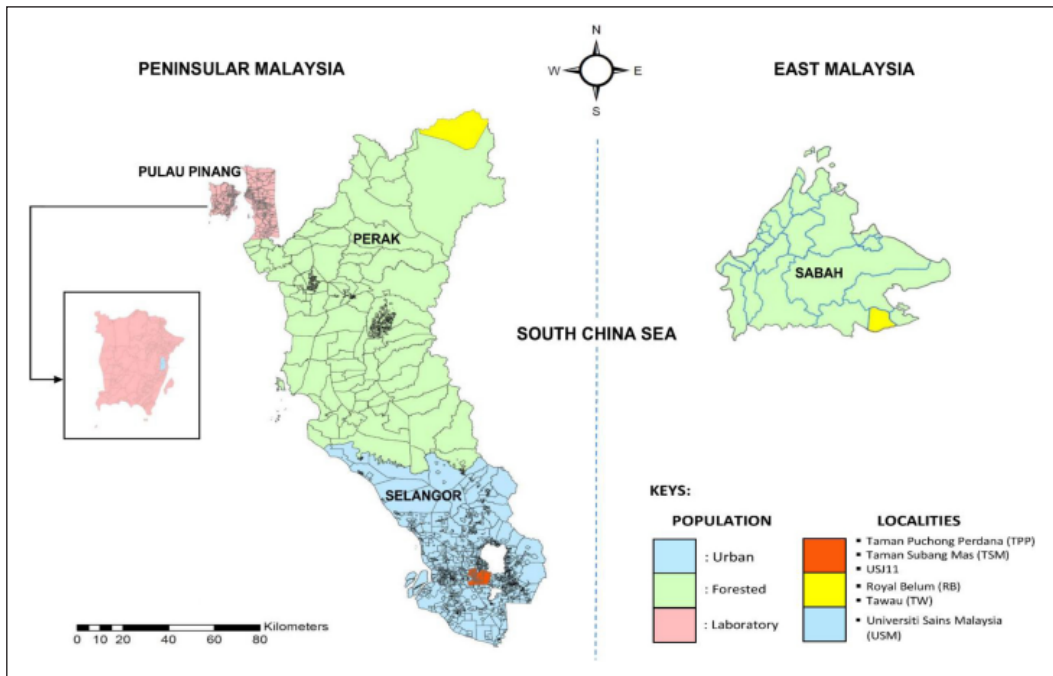 N
PENINSULAR MALAYSIA
EAST MALAYSIA
W
E
S
PULAU PINANG
PERAK
SABAH
SOUTH CHINA SEA
SELANGOR
KEYS:
POPULATION
: Urban
: Forested
: Laboratory
LOCALITIES
▪ Taman Puchong Perdana (TPP)
▪ Taman Subang Mas (TSM)
▪ USJ11
▪ Royal Belum (RB)
▪ Tawau (TW)
▪ Universiti Sains Malaysia
(USM)
Kilometers
0 10 20 40 60 80